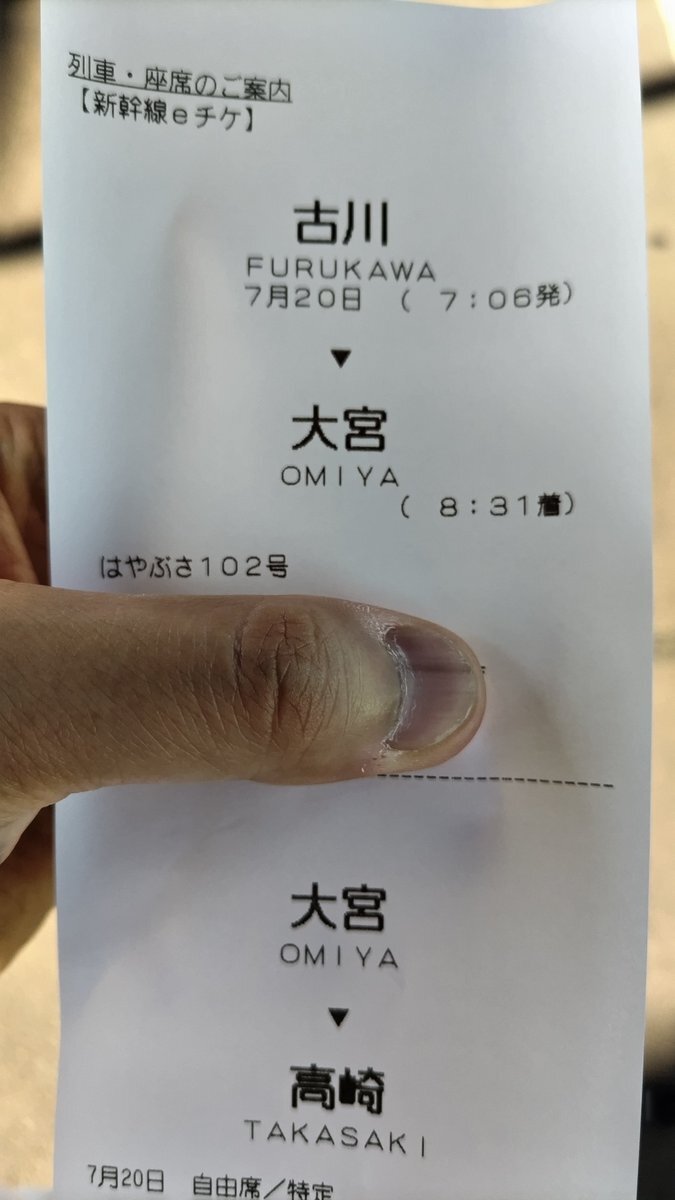 列車・座席のご案内
【新幹線eチケ】
古川
FURUKAWA
7月20日 ( 7:06発)
▼
大宮
OMIYA
( 8:31着)
はやぶさ102号
大宮
OMIYA
▼
高崎
TAKASAKI
7月20日 自由席/特定